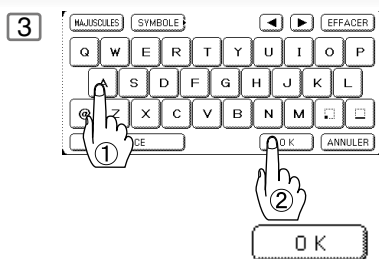 3
MAJUSCULES SYMBOLE ◀ ▶ EFFACER
Q W E R T Y U I O P
A S D F G H J K L
@ Z X C V B N M
CE OK ANNULER
1
2
OK